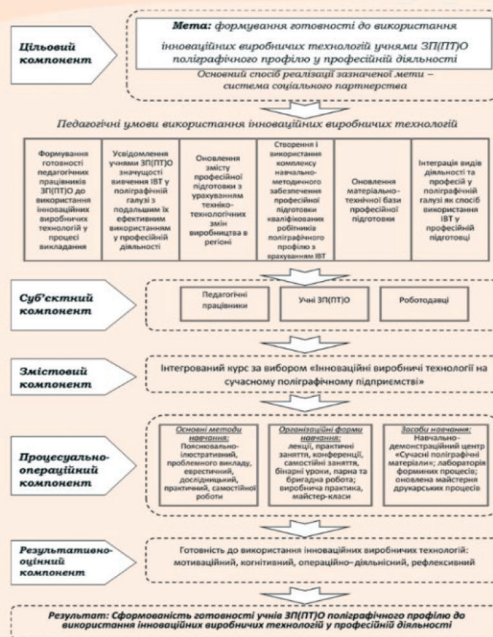 Цільовий
компонент
Мета: формування готовності до використання
інноваційних виробничих технологій учнями ЗП(ПТ)О
поліграфічного профілю у професійній діяльності
Основний спосіб реалізації зазначеної мети –
система соціального партнерства
Педагогічні умови використання інноваційних виробничих технологій
Формування
готовності
педагогічних
працівників
ЗП(ПТ)О до
використання
інноваційних
виробничих
технологій у
процесі
викладання
Усвідомлення
учнями ЗП(ПТ)О
значущості
вивчення ІВТ у
поліграфічній
галузі з
подальшим їх
ефективним
використанням
у професійній
діяльності
Оновлення
змісту
професійної
підготовки з
урахуванням
техніко-
технологічних
змін
виробництва в
регіоні
Створення і
використання
комплексу
навчально-
методичного
забезпечення
професійної
підготовки
кваліфікованих
робітників
поліграфічного
профілю з
врахуванням ІВТ
Оновлення
матеріально-
технічної бази
професійної
підготовки
Інтеграція видів
діяльності та
професій у
поліграфічній
галузі як спосіб
використання
ІВТ у
професійній
підготовці
Суб'єктний
компонент
Педагогічні
працівники
Учні ЗП(ПТ)О
Роботодавці
Змістовий
компонент
Інтегрований курс за вибором «Інноваційні виробничі технології на
сучасному поліграфічному підприємстві»
Процесуально-
операційний
компонент
Основні методи
навчання:
Пояснювально-
ілюстративний,
проблемного викладу,
евристичний,
дослідницький,
практичний, самостійної
роботи
Організаційні форми
навчання:
лекції, практичні
заняття, конференції,
самостійні заняття,
бінарні уроки, парна та
бригадна робота;
виробнича практика,
майстер-класи
Засоби навчання:
Навчально-
демонстраційний центр
«Сучасні поліграфічні
матеріали»; лабораторія
формних процесів;
оновлена майстерня
друкарських процесів
Результативно-
оцінний
компонент
Готовність до використання інноваційних виробничих технологій:
мотиваційний, когнітивний, операційно–діяльнісний, рефлексивний
Результат: Сформованість готовності учнів ЗП(ПТ)О поліграфічного профілю до
використання інноваційних виробничих технологій у професійній діяльності